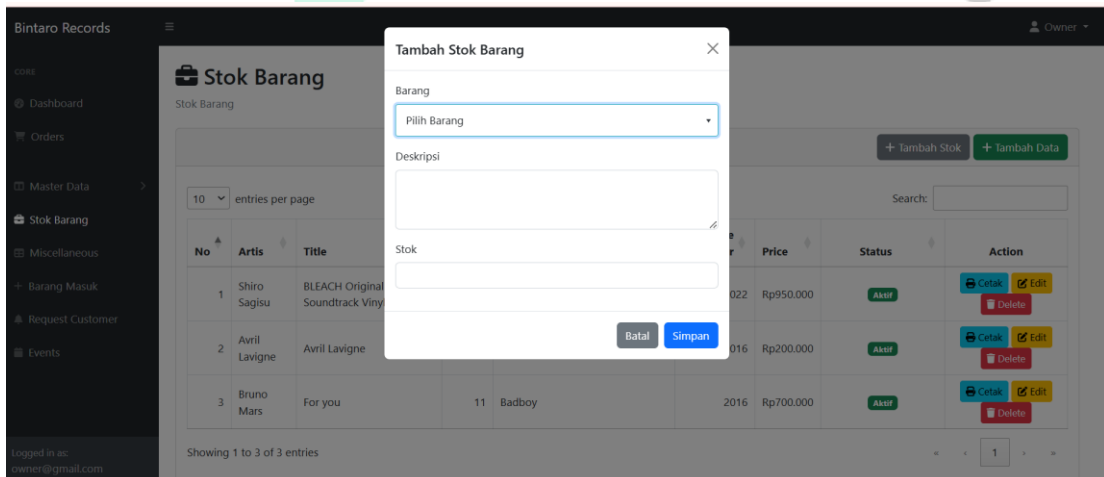 Bintaro Records
Owner
Tambah Stok Barang
CORE
Dashboard
Orders
Master Data
Stok Barang
Miscellaneous
Barang Masuk
Request Customer
Events
Logged in as:
owner@gmail.com
Stok Barang
Stok Barang
Barang
Pilih Barang
Deskripsi
Stok
Batal Simpan
+ Tambah Stok + Tambah Data
10 entries per page
Search:
No Artis Title Price Status Action
1 Shiro Sagisu BLEACH Original Soundtrack Viny 022 Rp950.000 Aktif Cetak Edit Delete
2 Avril Lavigne Avril Lavigne 016 Rp200.000 Aktif Cetak Edit Delete
3 Bruno Mars For you 11 Badboy 2016 Rp700.000 Aktif Cetak Edit Delete
Showing 1 to 3 of 3 entries
« ‹ 1 › »